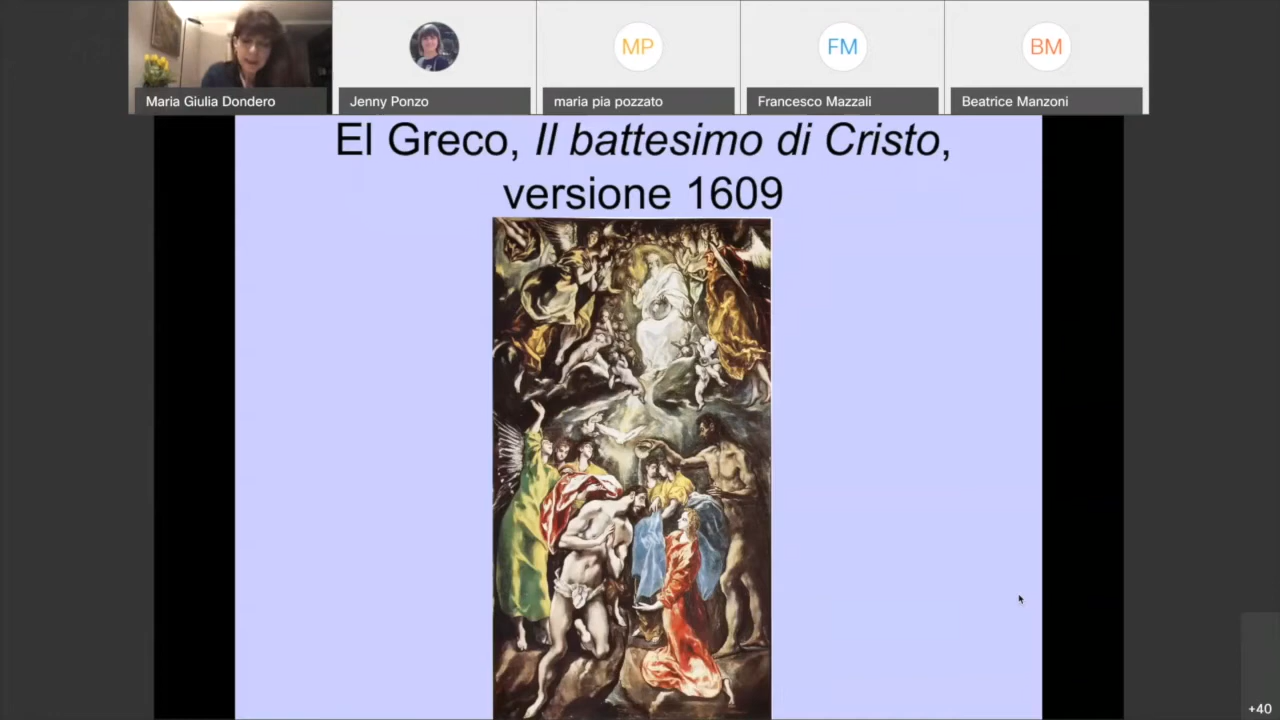 MP
FM
BM
Maria Giulia Dondero
Jenny Ponzo
maria pia pozzato
Francesco Mazzali
Beatrice Manzoni
El Greco, Il battesimo di Cristo,
versione 1609
+40